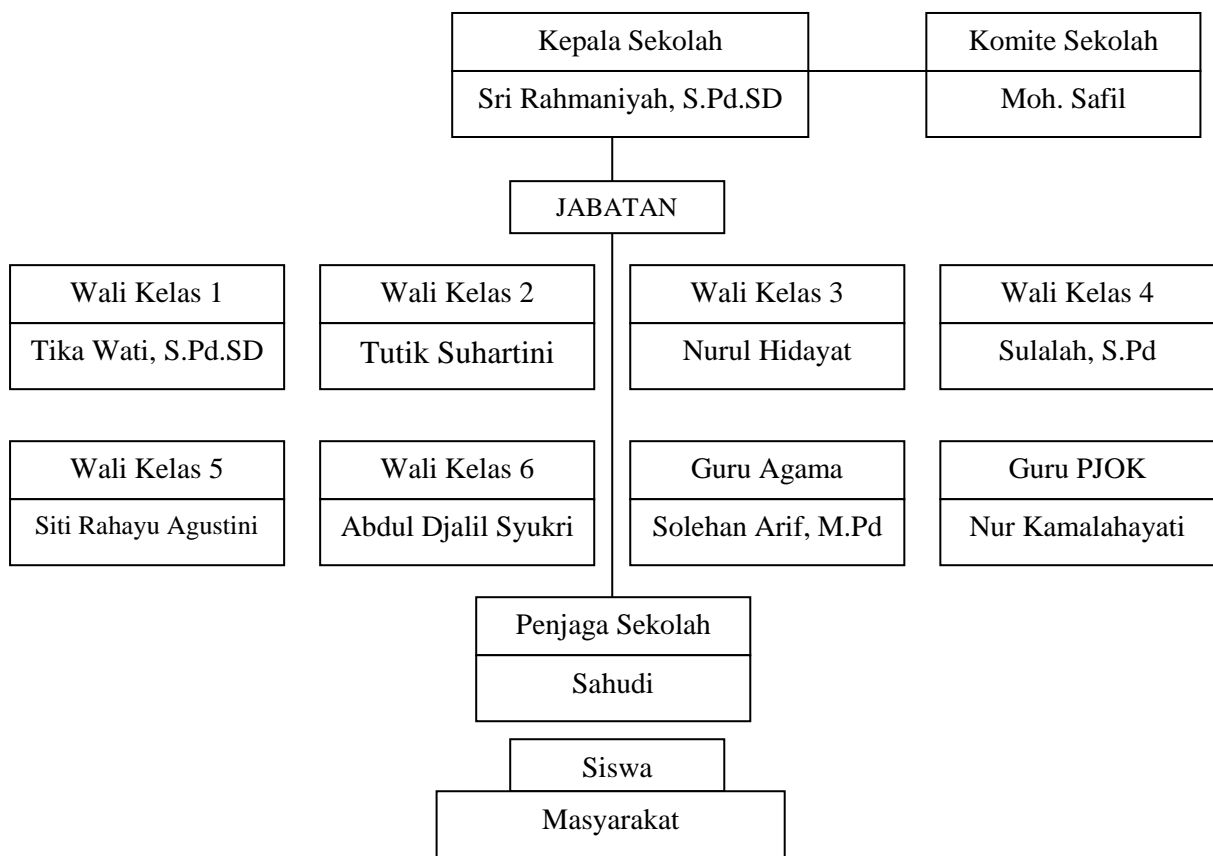 Kepala Sekolah
Sri Rahmaniyah, S.Pd.SD
Komite Sekolah
Moh. Safil
JABATAN
Wali Kelas 1
Tika Wati, S.Pd.SD
Wali Kelas 2
Tutik Suhartini
Wali Kelas 3
Nurul Hidayat
Wali Kelas 4
Sulalah, S.Pd
Wali Kelas 5
Siti Rahayu Agustini
Wali Kelas 6
Abdul Djalil Syukri
Guru Agama
Solehan Arif, M.Pd
Guru PJOK
Nur Kamalahayati
Penjaga Sekolah
Sahudi
Siswa
Masyarakat